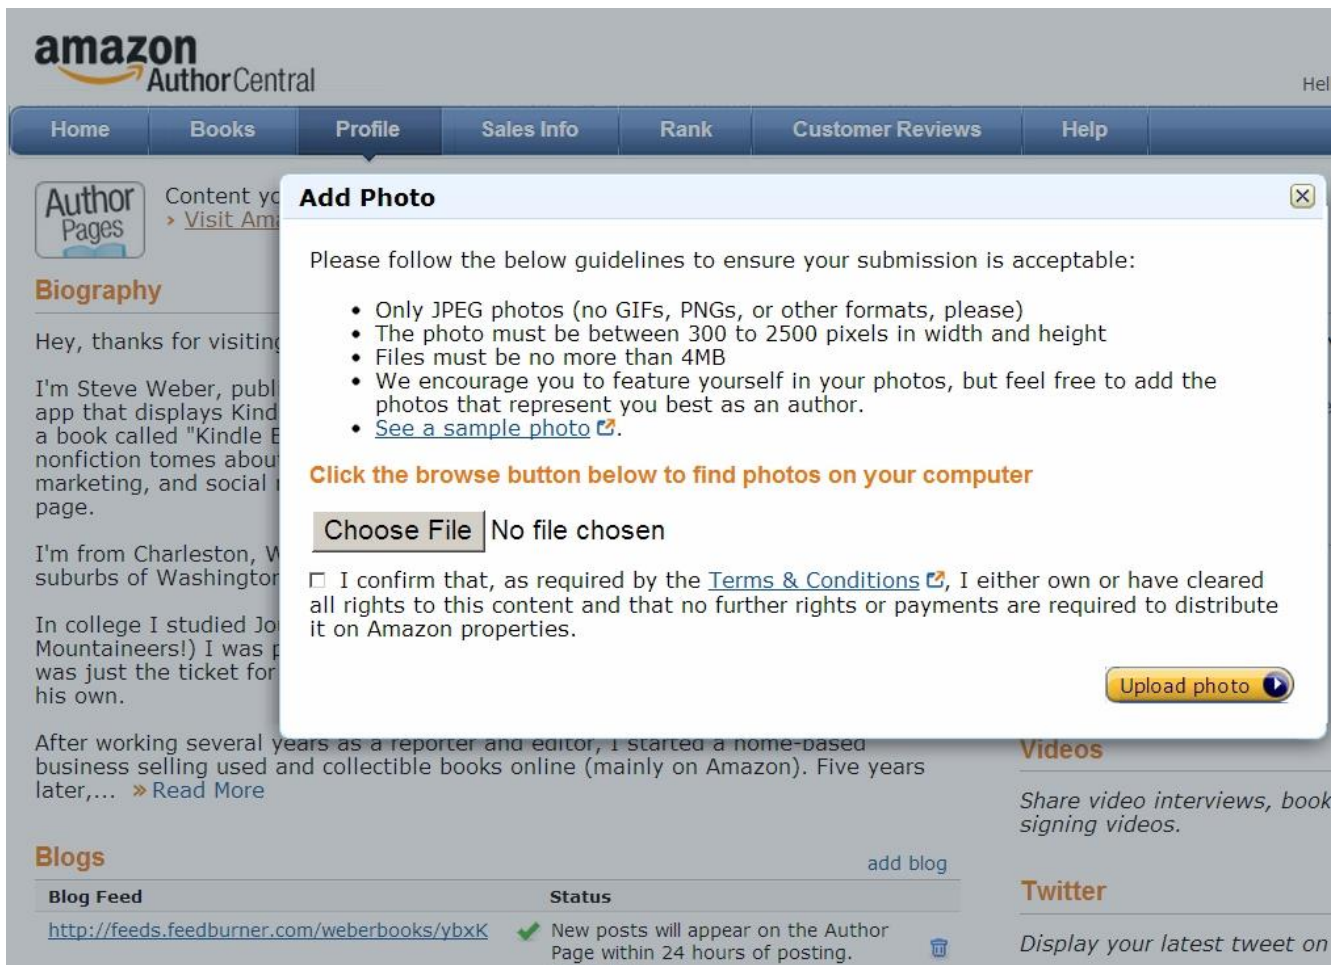 amazon
AuthorCentral
Hel
Home Books Profile Sales Info Rank Customer Reviews Help
Author
Pages
Content yo
› Visit Ama
Add Photo
Please follow the below guidelines to ensure your submission is acceptable:
• Only JPEG photos (no GIFs, PNGs, or other formats, please)
• The photo must be between 300 to 2500 pixels in width and height
• Files must be no more than 4MB
• We encourage you to feature yourself in your photos, but feel free to add the
photos that represent you best as an author.
• See a sample photo.
Click the browse button below to find photos on your computer
Choose File No file chosen
I confirm that, as required by the Terms & Conditions, I either own or have cleared
all rights to this content and that no further rights or payments are required to distribute
it on Amazon properties.
Upload photo
Biography
Hey, thanks for visiting
I'm Steve Weber, publ
app that displays Kind
a book called "Kindle E
nonfiction tomes abou
marketing, and social
page.
I'm from Charleston, W
suburbs of Washington
In college I studied Jo
Mountaineers!) I was p
was just the ticket for
his own.
After working several years as a reporter and editor, I started a home-based
business selling used and collectible books online (mainly on Amazon). Five years
later,... » Read More
Blogs
add blog
Blog Feed Status
http://feeds.feedburner.com/weberbooks/ybxK New posts will appear on the Author
Page within 24 hours of posting.
Videos
Share video interviews, book
signing videos.
Twitter
Display your latest tweet on